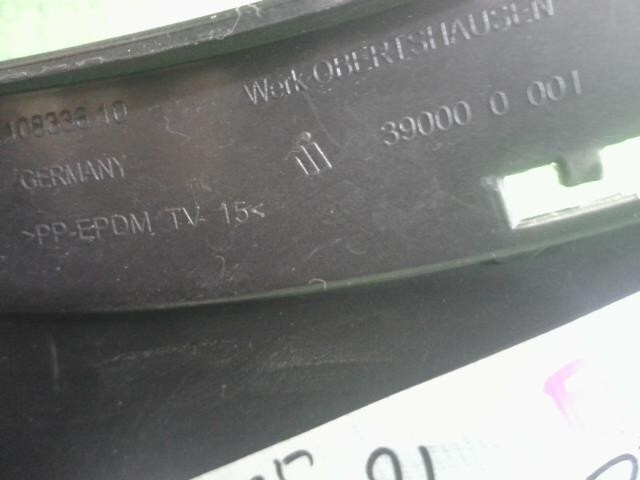 Werk OBERTSHAUSEN
108336 10
39000 0 001
GERMANY
>PP-EPDM TV- 15<